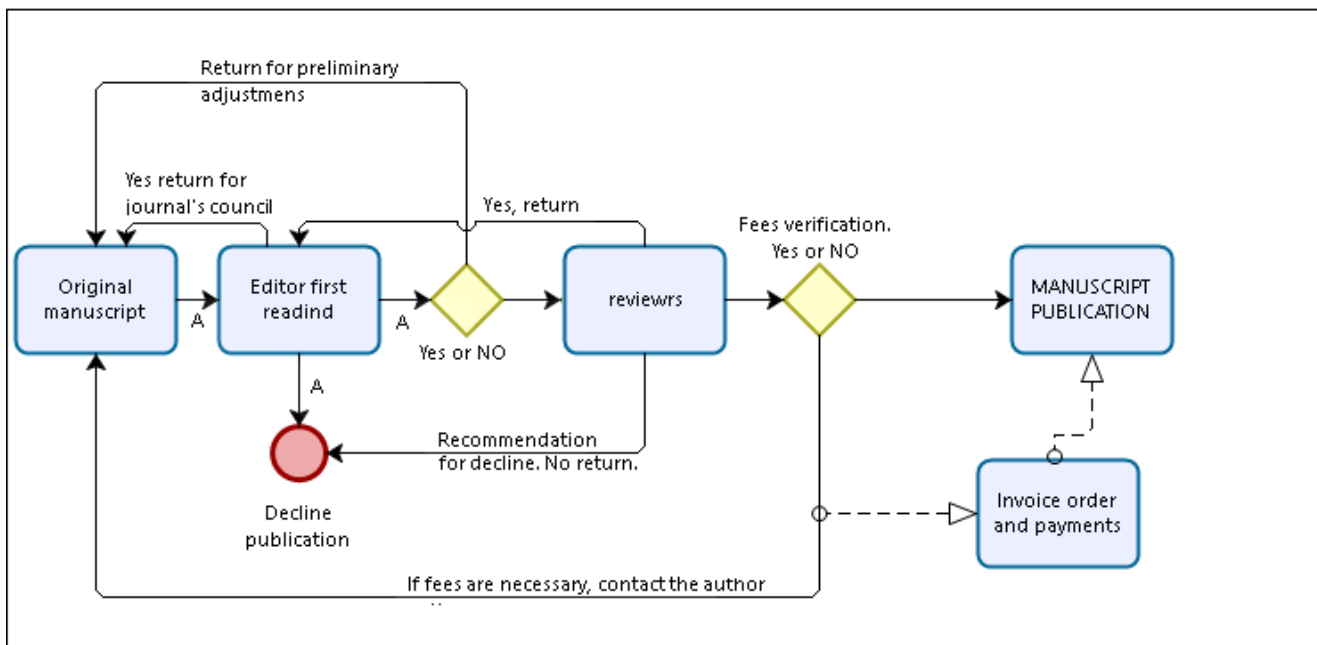 Return for preliminary
adjustmens
Yes return for
journal's council
Yes, return
Fees verification.
Yes or NO
Original
manuscript
A
Editor first
readind
A
Yes or NO
reviewrs
MANUSCRIPT
PUBLICATION
A
Recommendation
for decline. No return.
Decline
publication
Invoice order
and payments
If fees are necessary, contact the author